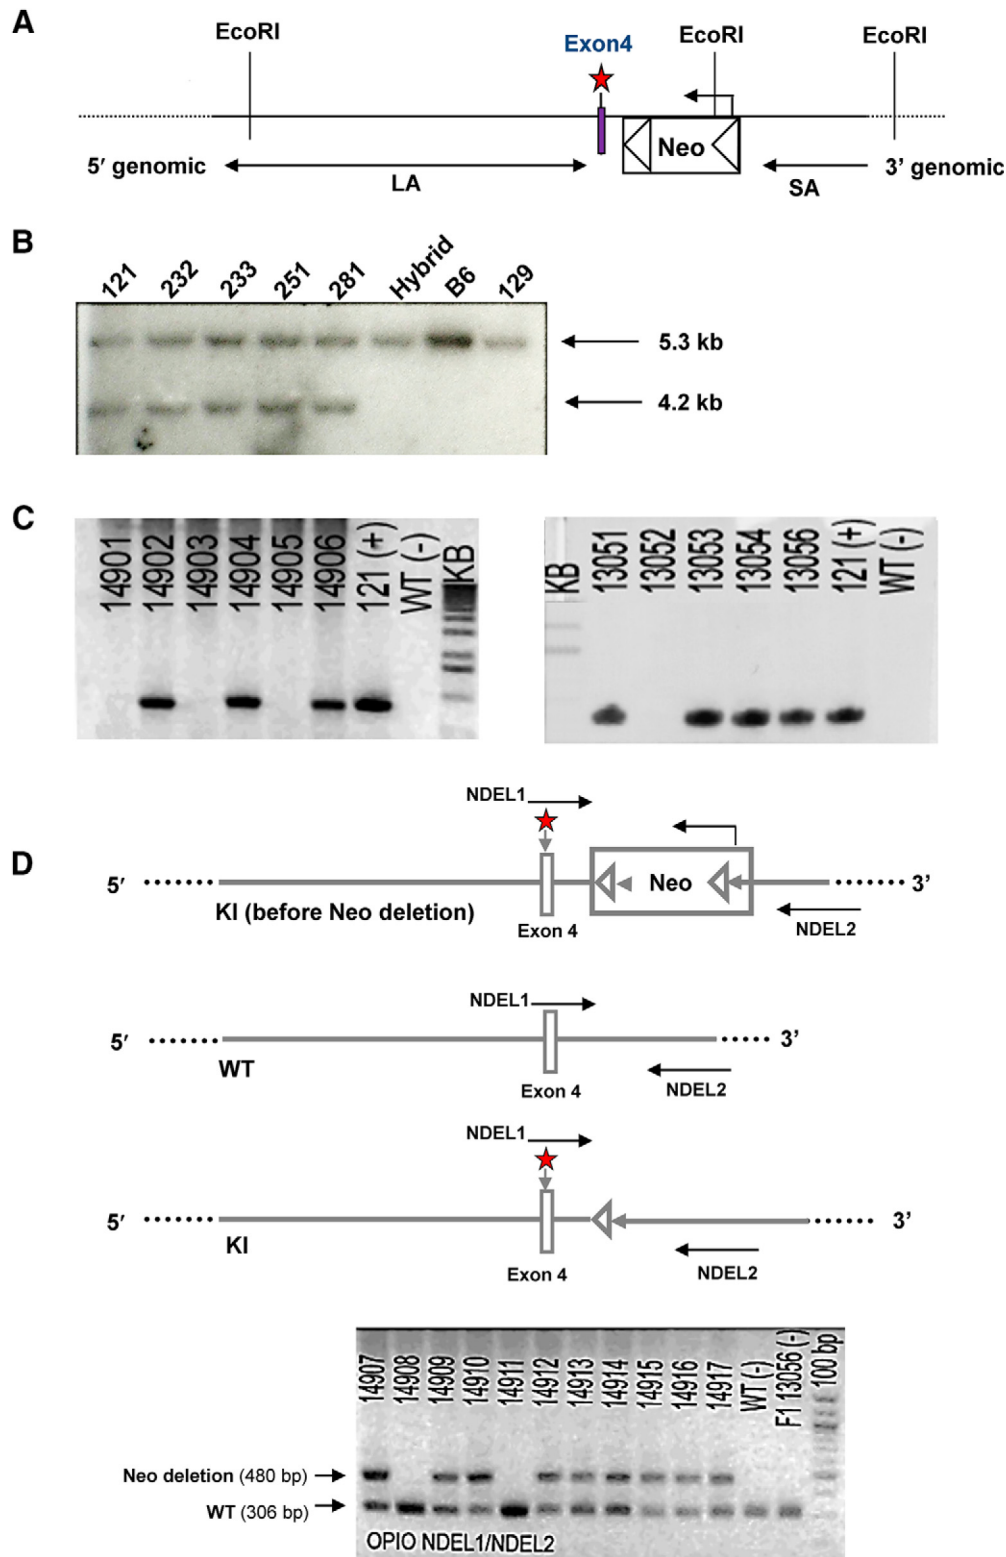 A
EcoRI
Exon4
EcoRI
EcoRI
Neo
5′ genomic
LA
SA
3’ genomic
B
121
232
233
251
281
Hybrid
B6
129
5.3 kb
4.2 kb
C
14901
14902
14903
14904
14905
14906
121 (+)
WT (-)
KB
KB
13051
13052
13053
13054
13056
121 (+)
WT (-)
D
NDEL1
5′
Neo
3’
KI (before Neo deletion)
Exon 4
NDEL2
NDEL1
5′
3’
WT
Exon 4
NDEL2
NDEL1
5′
3’
KI
Exon 4
NDEL2
14907
14908
14909
14910
14911
14912
14913
14914
14915
14916
14917
WT (-)
F1 13056 (-)
100 bp
Neo deletion (480 bp)
WT (306 bp)
OPIO NDEL1/NDEL2